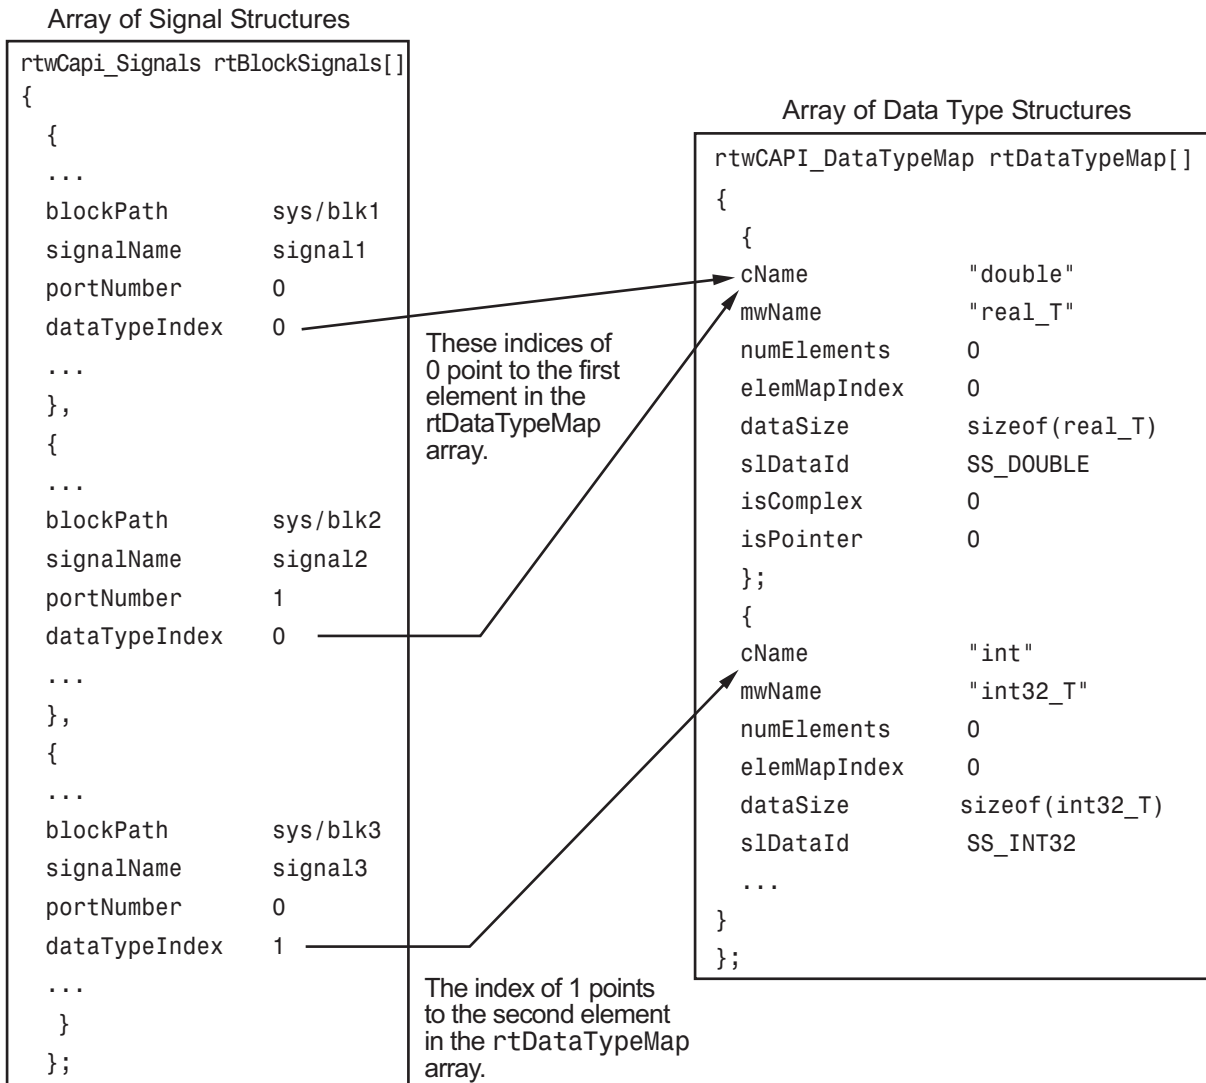 Array of Signal Structures
rtwCapi_Signals rtBlockSignals[]
{
{
...
blockPath sys/blk1
signalName signal1
portNumber 0
dataTypeIndex 0
...
},
{
...
blockPath sys/blk2
signalName signal2
portNumber 1
dataTypeIndex 0
...
},
{
...
blockPath sys/blk3
signalName signal3
portNumber 0
dataTypeIndex 1
...
}
};
These indices of
0 point to the first
element in the
rtDataTypeMap
array.
The index of 1 points
to the second element
in the rtDataTypeMap
array.
Array of Data Type Structures
rtwCAPI_DataTypeMap rtDataTypeMap[]
{
{
cName "double"
mwName "real_T"
numElements 0
elemMapIndex 0
dataSize sizeof(real_T)
slDataId SS_DOUBLE
isComplex 0
isPointer 0
};
{
cName "int"
mwName "int32_T"
numElements 0
elemMapIndex 0
dataSize sizeof(int32_T)
slDataId SS_INT32
...
}
};